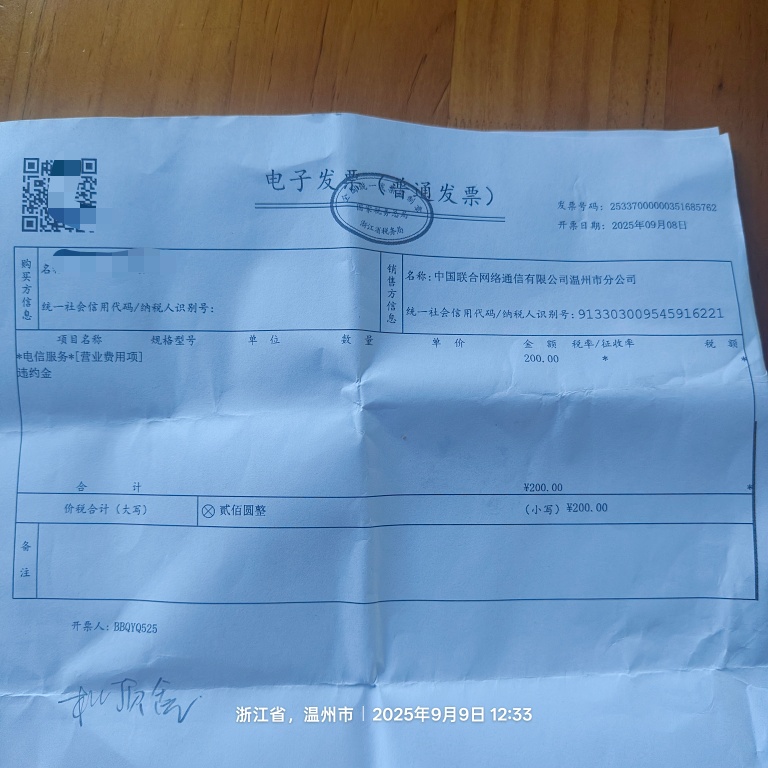 电子发票（普通发票）
国家税务总局
浙江省税务局
发票号码：25337000000351685762
开票日期：2025年09月08日
购买方信息
名
统一社会信用代码/纳税人识别号：
销售方信息
名称：中国联合网络通信有限公司温州市分公司
统一社会信用代码/纳税人识别号：913303009545916221
项目名称 规格型号 单 位 数 量 单 价 金 额 税率/征收率 税 额
*电信服务*[营业费用项] 200.00 * *
违约金
合 计 ¥200.00 *
价税合计（大写） ⊗贰佰圆整 （小写）¥200.00
备注
开票人：BBQYQ525
浙江省，温州市 | 2025年9月9日 12:33